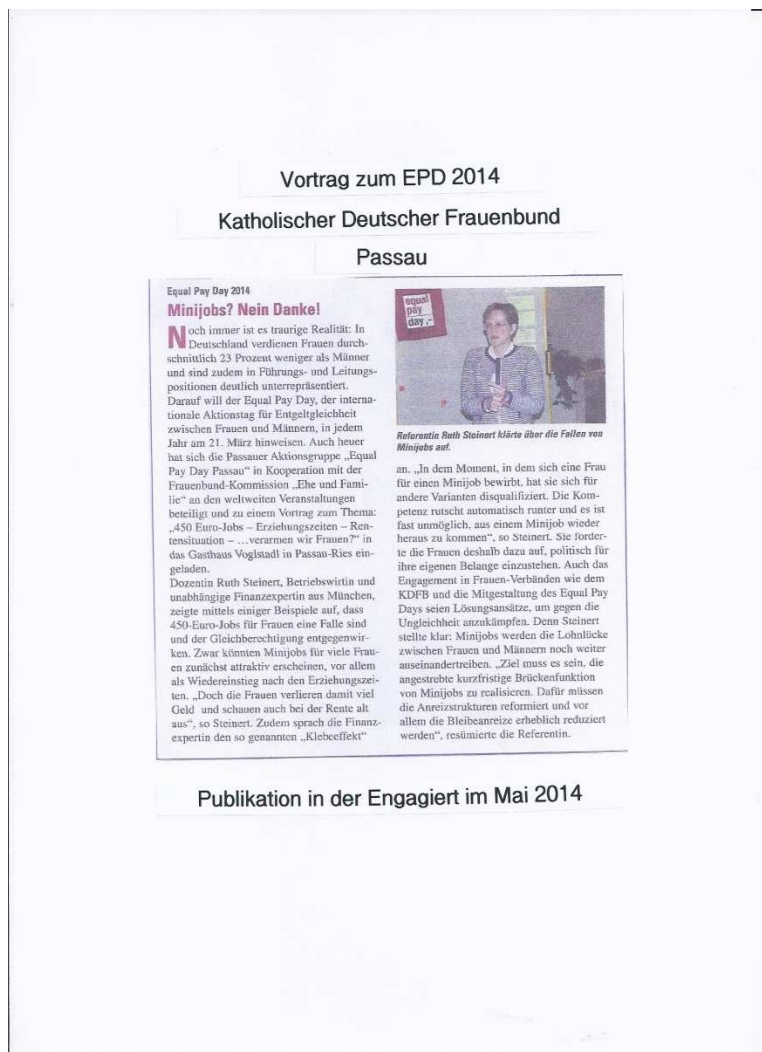 Vortrag zum EPD 2014
Katholischer Deutscher Frauenbund
Passau
Equal Pay Day 2014
Minijobs? Nein Danke!
Noch immer ist es traurige Realität: In
Deutschland verdienen Frauen durch-
schnittlich 23 Prozent weniger als Männer
und sind zudem in Führungs- und Leitungs-
positionen deutlich unterrepräsentiert.
Darauf will der Equal Pay Day, der interna-
tionale Aktionstag für Entgeltgleichheit
zwischen Frauen und Männern, in jedem
Jahr am 21. März hinweisen. Auch heuer
hat sich die Passauer Aktionsgruppe „Equal
Pay Day Passau“ in Kooperation mit der
Frauenbund-Kommission „Ehe und Fami-
lie“ an den weltweiten Veranstaltungen
beteiligt und zu einem Vortrag zum Thema:
„450 Euro-Jobs – Erziehungszeiten – Ren-
tensituation – …verarmen wir Frauen?“ in
das Gasthaus Voglstadl in Passau-Ries ein-
geladen.
Dozentin Ruth Steinert, Betriebswirtin und
unabhängige Finanzexpertin aus München,
zeigte mittels einiger Beispiele auf, dass
450-Euro-Jobs für Frauen eine Falle sind
und der Gleichberechtigung entgegenwir-
ken. Zwar könnten Minijobs für viele Frau-
en zunächst attraktiv erscheinen, vor allem
als Wiedereinstieg nach den Erziehungszei-
ten. „Doch die Frauen verlieren damit viel
Geld und schauen auch bei der Rente alt
aus“, so Steinert. Zudem sprach die Finanz-
expertin den so genannten „Klebeeffekt“
equal
pay
day
Referentin Ruth Steinert klärte über die Fallen von
Minijobs auf.
an. „In dem Moment, in dem sich eine Frau
für einen Minijob bewirbt, hat sie sich für
andere Varianten disqualifiziert. Die Kom-
petenz rutscht automatisch runter und es ist
fast unmöglich, aus einem Minijob wieder
heraus zu kommen“, so Steinert. Sie forder-
te die Frauen deshalb dazu auf, politisch für
ihre eigenen Belange einzustehen. Auch das
Engagement in Frauen-Verbänden wie dem
KDFB und die Mitgestaltung des Equal Pay
Days seien Lösungsansätze, um gegen die
Ungleichheit anzukämpfen. Denn Steinert
stellte klar: Minijobs werden die Lohnlücke
zwischen Frauen und Männern noch weiter
auseinandertreiben. „Ziel muss es sein, die
angestrebte kurzfristige Brückenfunktion
von Minijobs zu realisieren. Dafür müssen
die Anreizstrukturen reformiert und vor
allem die Bleibeanreize erheblich reduziert
werden“, resümierte die Referentin.
Publikation in der Engagiert im Mai 2014